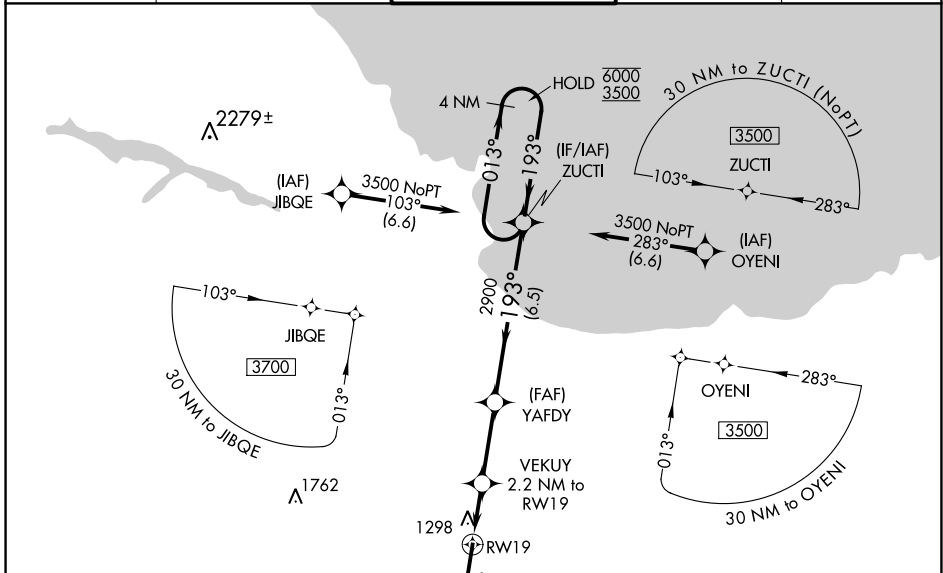 HOLD 6000
3500
4 NM
013°
193°
(IF/IAF)
ZUCTI
30 NM to ZUCTI (NoPT)
3500
ZUCTI
103°
283°
2279±
(IAF)
JIBQE
3500 NoPT
103°
(6.6)
3500 NoPT
283°
(6.6)
(IAF)
OYENI
2900
193°
(6.5)
103°
JIBQE
3700
013°
30 NM to JIBQE
OYENI
283°
3500
013°
30 NM to OYENI
(FAF)
YAFDY
VEKUY
2.2 NM to
RW19
1762
1298
RW19